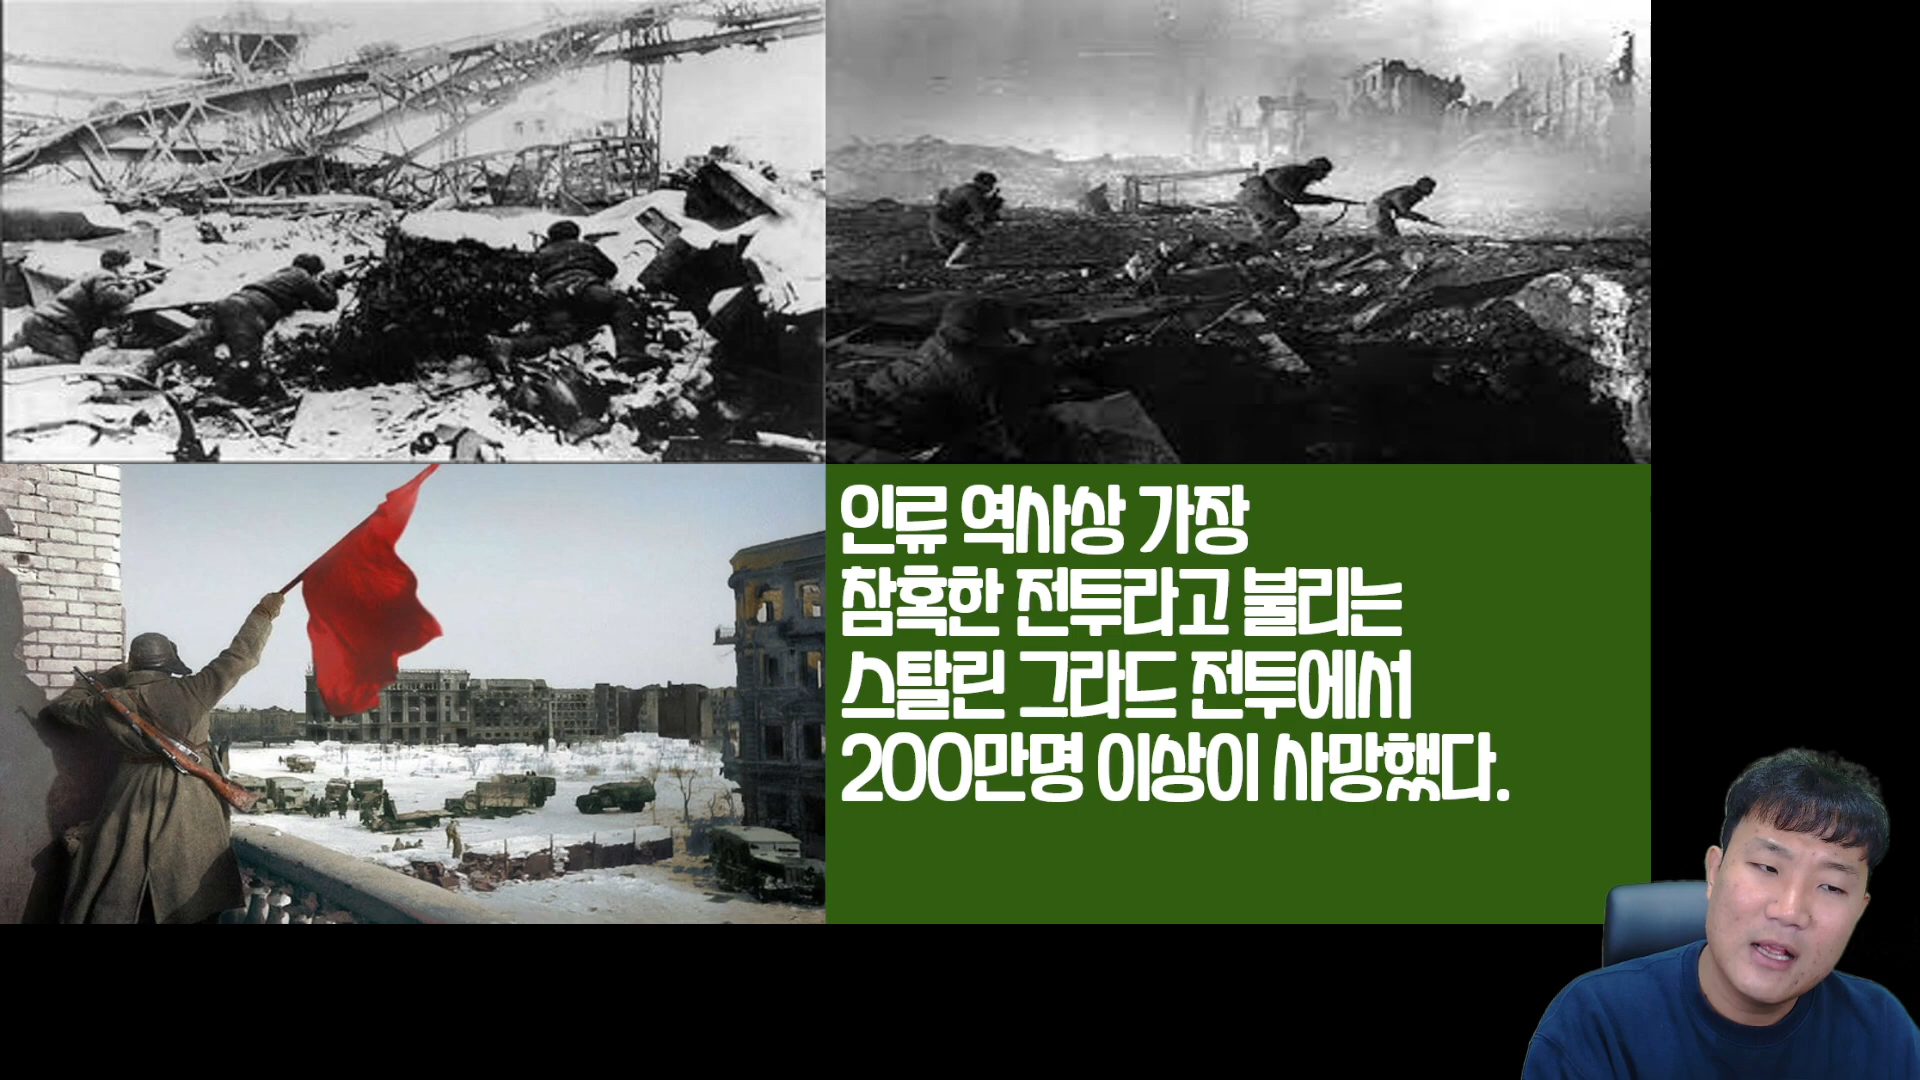 인류 역사상 가장
참혹한 전투라고 불리는
스탈린 그라드 전투에서
200만명 이상이 사망했다.